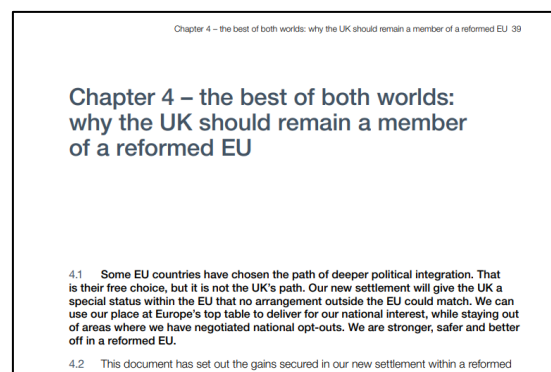 Chapter 4 – the best of both worlds: why the UK should remain a member of a reformed EU 39
Chapter 4 – the best of both worlds:
why the UK should remain a member
of a reformed EU
4.1 Some EU countries have chosen the path of deeper political integration. That
is their free choice, but it is not the UK's path. Our new settlement will give the UK a
special status within the EU that no arrangement outside the EU could match. We can
use our place at Europe's top table to deliver for our national interest, while staying out
of areas where we have negotiated national opt-outs. We are stronger, safer and better
off in a reformed EU.
4.2 This document has set out the gains secured in our new settlement within a reformed